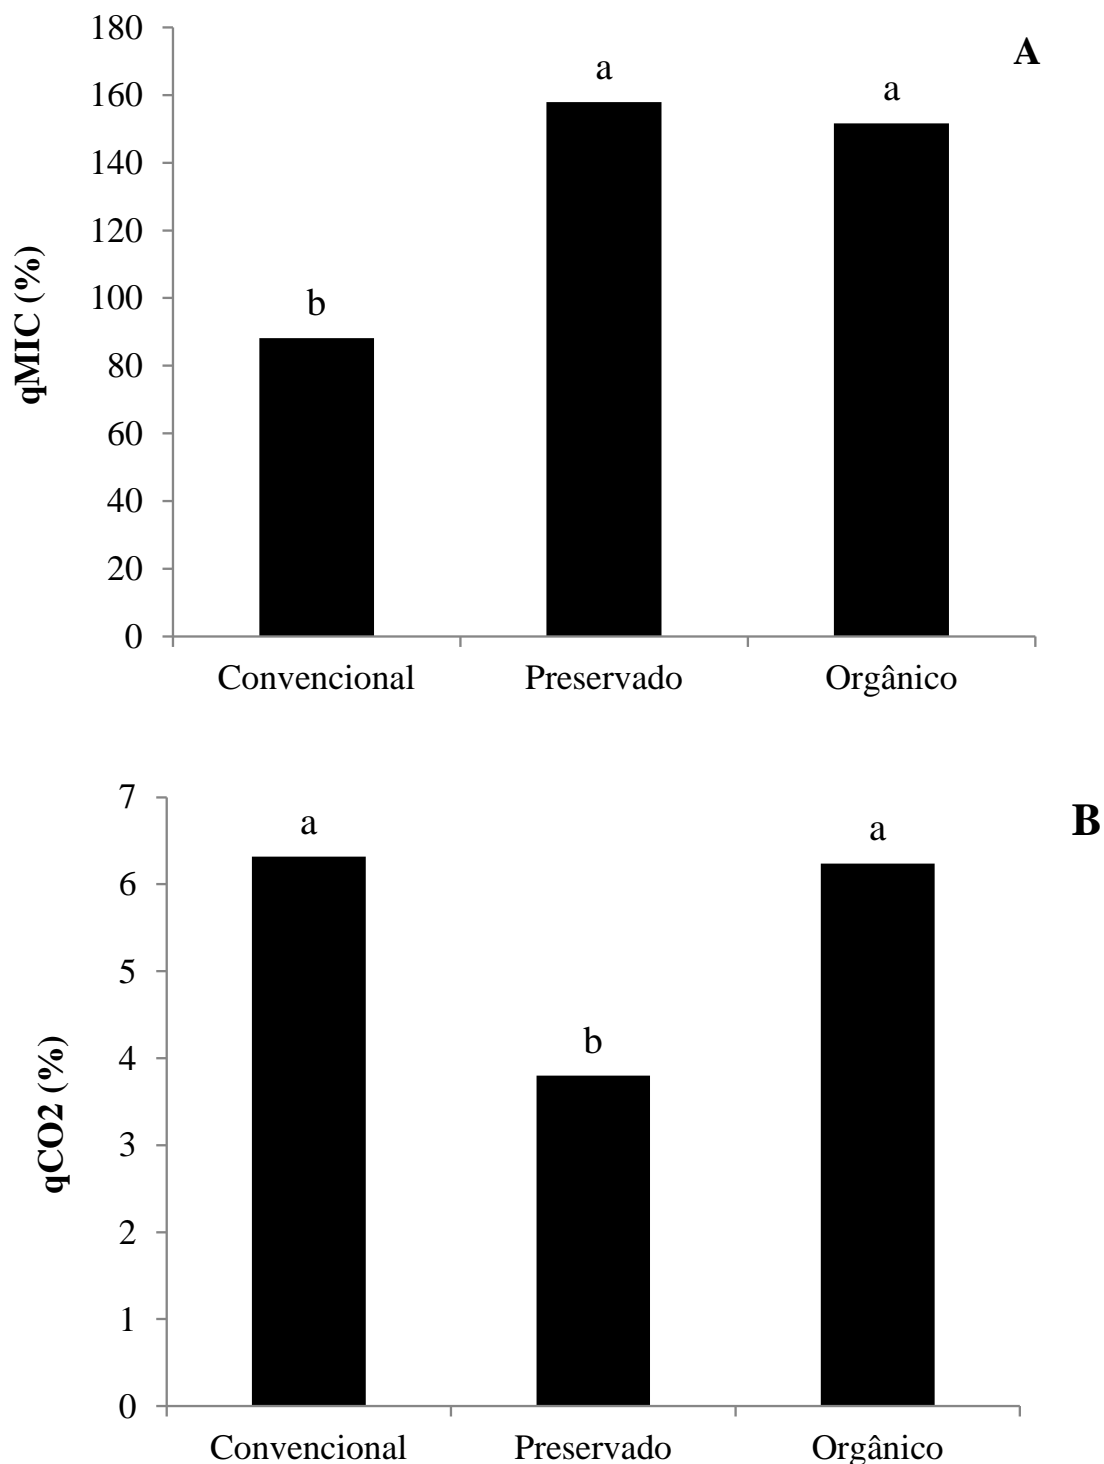 180
160
140
120
100
80
60
40
20
0
qMIC (%)
A
b
a
a
Convencional
Preservado
Orgânico
7
6
5
4
3
2
1
0
qCO2 (%)
B
a
b
a
Convencional
Preservado
Orgânico